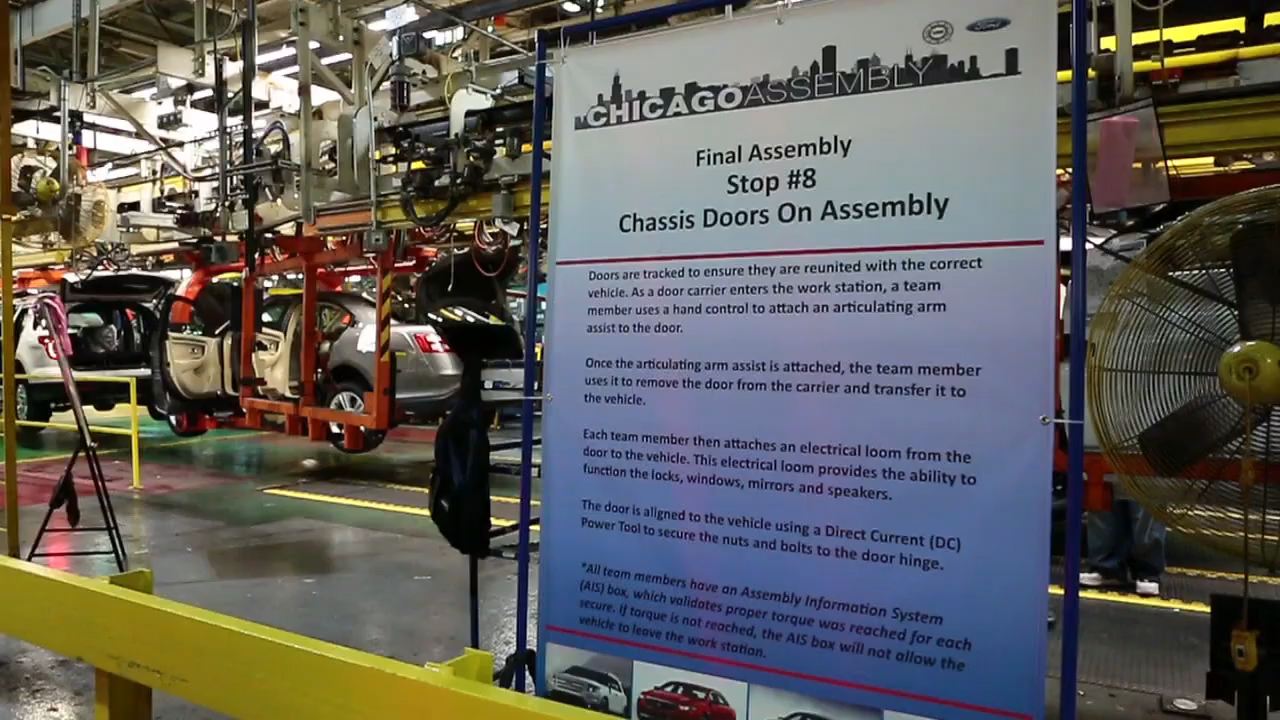 Ford
CHICAGOASSEMBLY
Final Assembly
Stop #8
Chassis Doors On Assembly
Doors are tracked to ensure they are reunited with the correct
vehicle. As a door carrier enters the work station, a team
member uses a hand control to attach an articulating arm
assist to the door.
Once the articulating arm assist is attached, the team member
uses it to remove the door from the carrier and transfer it to
the vehicle.
Each team member then attaches an electrical loom from the
door to the vehicle. This electrical loom provides the ability to
function the locks, windows, mirrors and speakers.
The door is aligned to the vehicle using a Direct Current (DC)
Power Tool to secure the nuts and bolts to the door hinge.
*All team members have an Assembly Information System
(AIS) box, which validates proper torque was reached for each
secure. If torque is not reached, the AIS box will not allow the
vehicle to leave the work station.